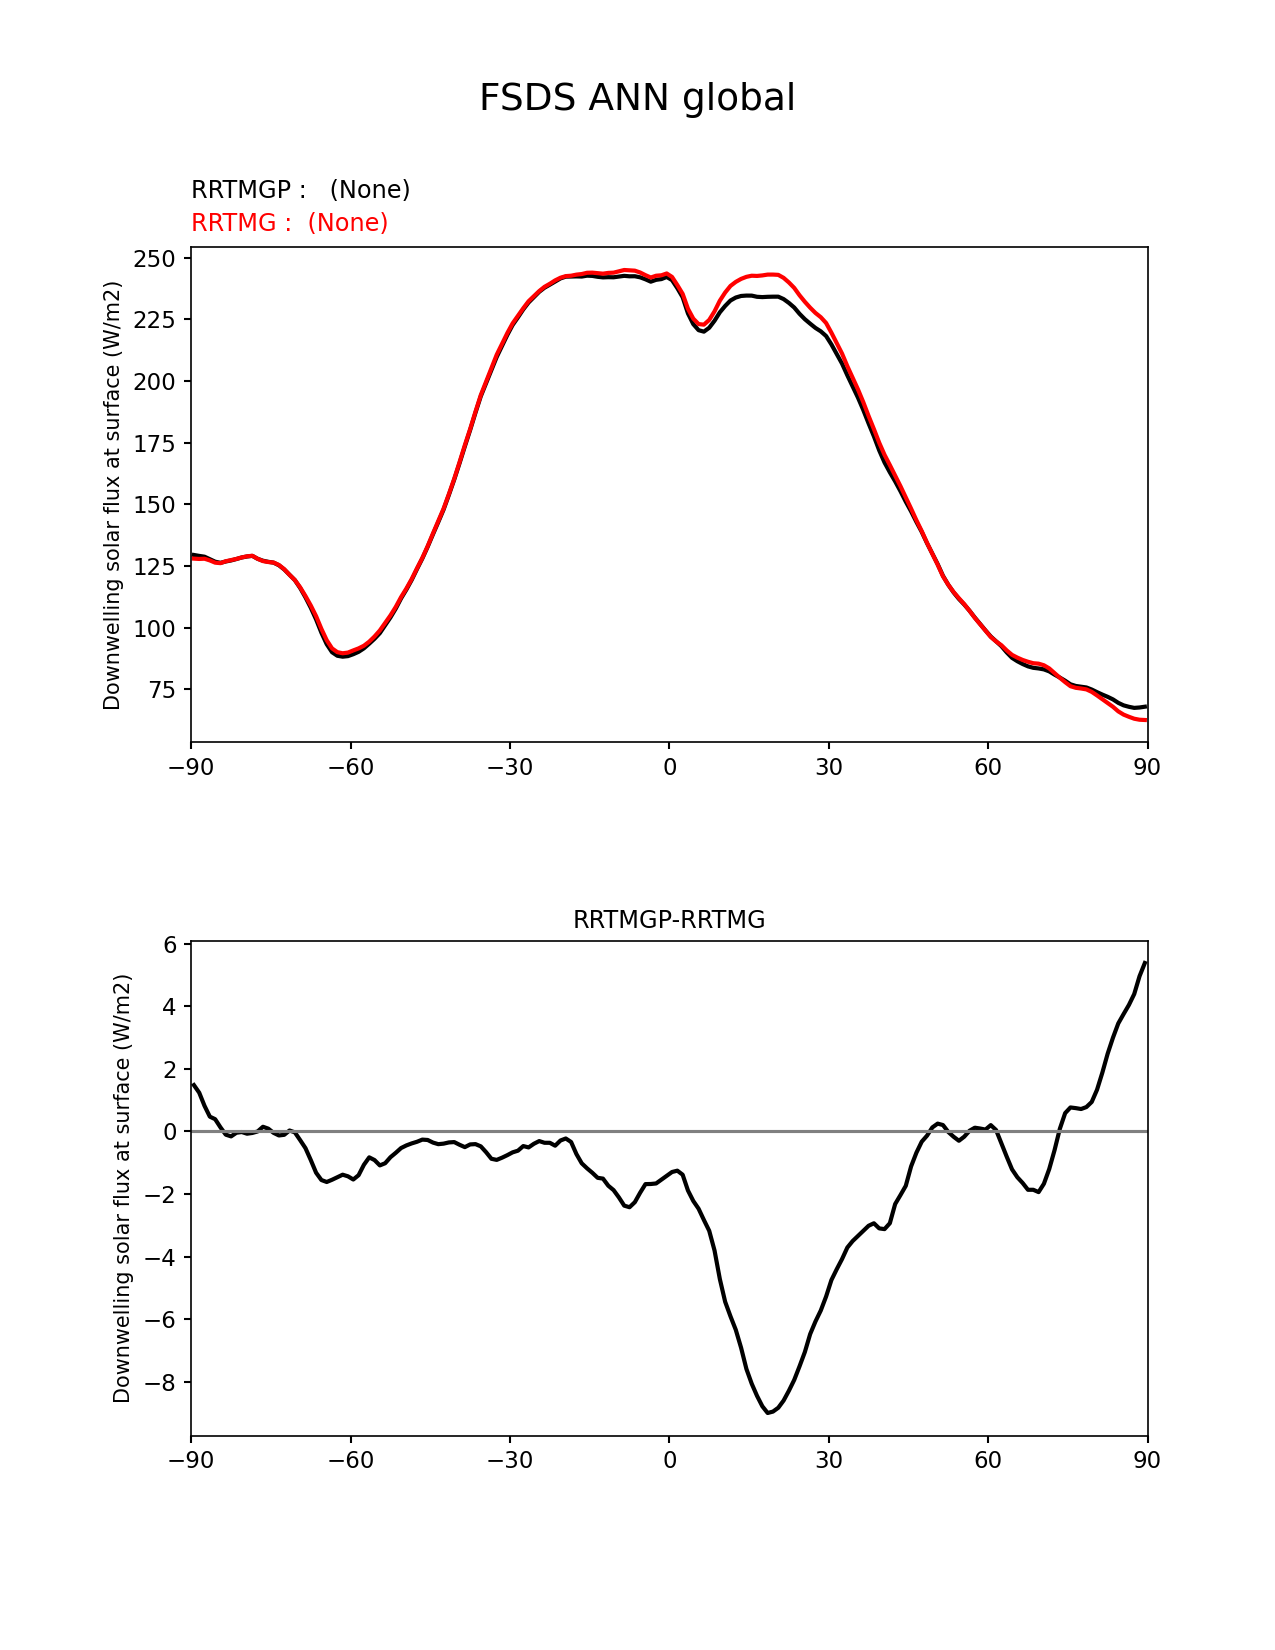 FSDS ANN global
RRTMGP :   (None)
RRTMG :  (None)
Downwelling solar flux at surface (W/m2)
250
225
200
175
150
125
100
75
−90 −60 −30 0 30 60 90
RRTMGP-RRTMG
Downwelling solar flux at surface (W/m2)
6
4
2
0
−2
−4
−6
−8
−90 −60 −30 0 30 60 90